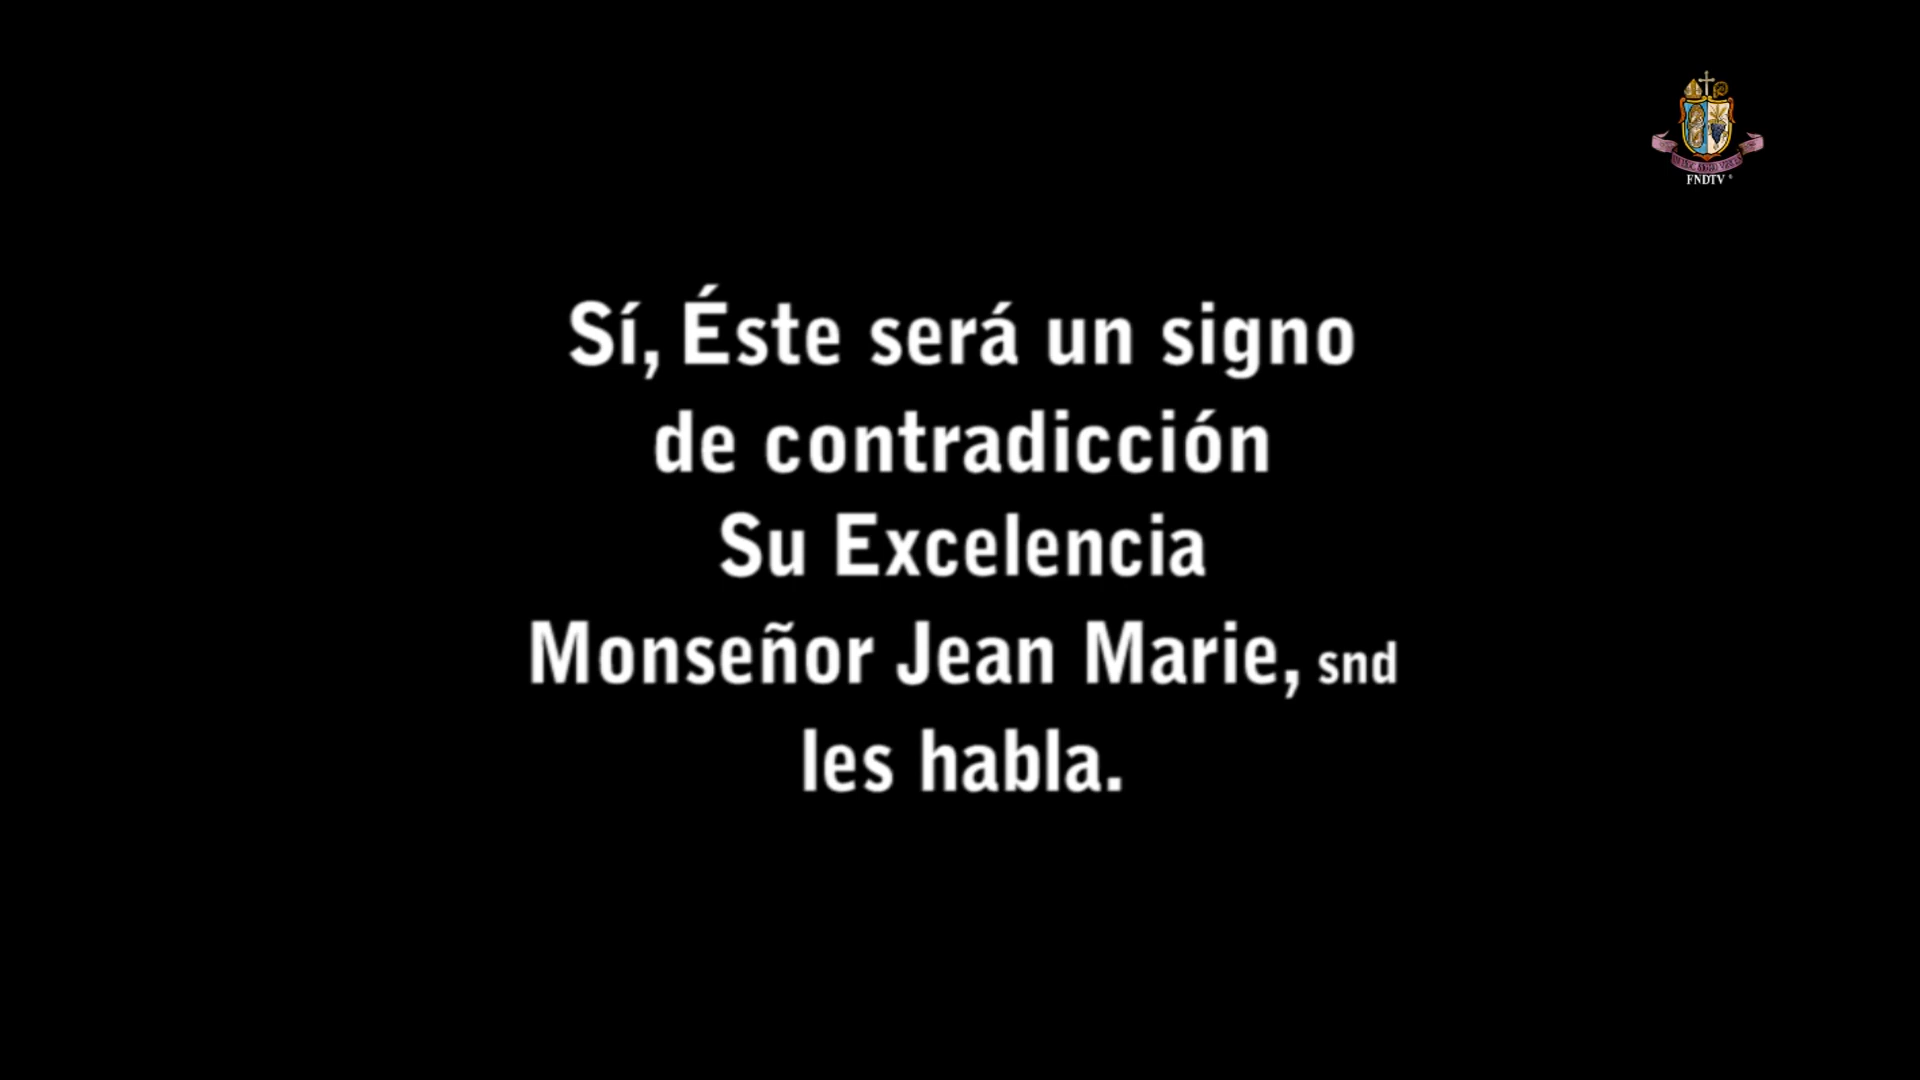 FNDTV
Sí, Éste será un signo
de contradicción
Su Excelencia
Monseñor Jean Marie, snd
les habla.